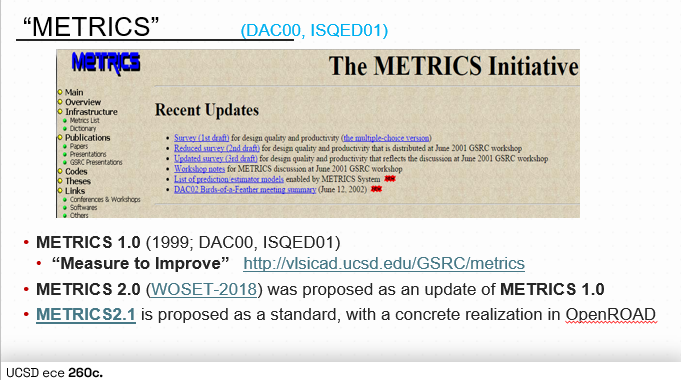 “METRICS” (DAC00, ISQED01)
METRICS
The METRICS Initiative
Main
Overview
Infrastructure
Metrics List
Dictionary
Publications
Papers
Presentations
GSRC Presentations
Codes
Theses
Links
Conferences & Workshops
Softwares
Others
Recent Updates
Survey (1st draft) for design quality and productivity (the multiple-choice version)
Reduced survey (2nd draft) for design quality and productivity that is distributed at June 2001 GSRC workshop
Updated survey (3rd draft) for design quality and productivity that reflects the discussion at June 2001 GSRC workshop
Workshop notes for METRICS discussion at June 2001 GSRC workshop
List of prediction/estimator models enabled by METRICS System
DAC02 Birds-of-a-Feather meeting summary (June 12, 2002)
• METRICS 1.0 (1999; DAC00, ISQED01)
• “Measure to Improve” http://vlsicad.ucsd.edu/GSRC/metrics
• METRICS 2.0 (WOSET-2018) was proposed as an update of METRICS 1.0
• METRICS2.1 is proposed as a standard, with a concrete realization in OpenROAD
UCSD ece 260c.